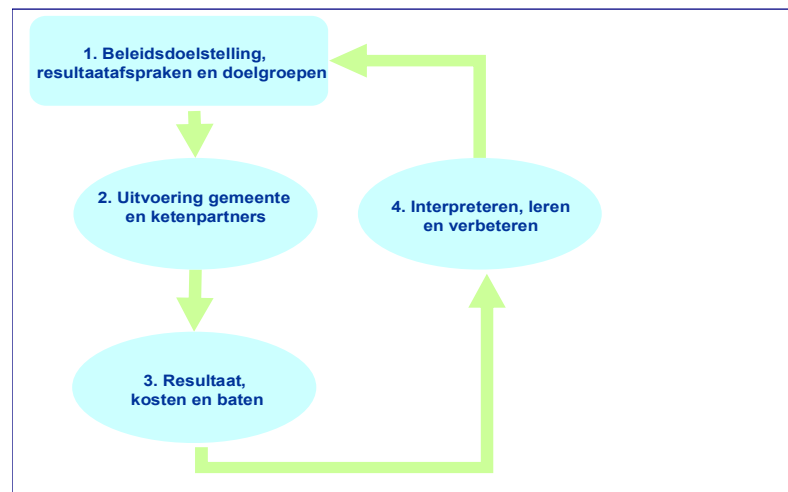 1. Beleidsdoelstelling,
resultaatafspraken en doelgroepen
2. Uitvoering gemeente
en ketenpartners
4. Interpreteren, leren
en verbeteren
3. Resultaat,
kosten en baten